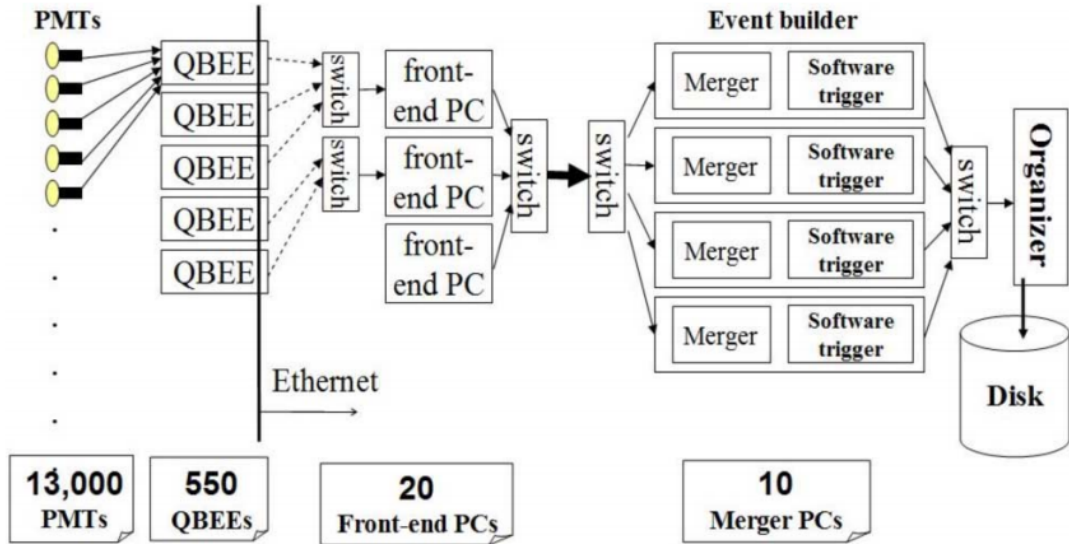 PMTs
QBEE
QBEE
QBEE
QBEE
QBEE
Ethernet
switch
switch
front-
end PC
front-
end PC
front-
end PC
switch
switch
Event builder
Merger
Software
trigger
Merger
Software
trigger
Merger
Software
trigger
Merger
Software
trigger
switch
Organizer
Disk
13,000
PMTs
550
QBEEs
20
Front-end PCs
10
Merger PCs